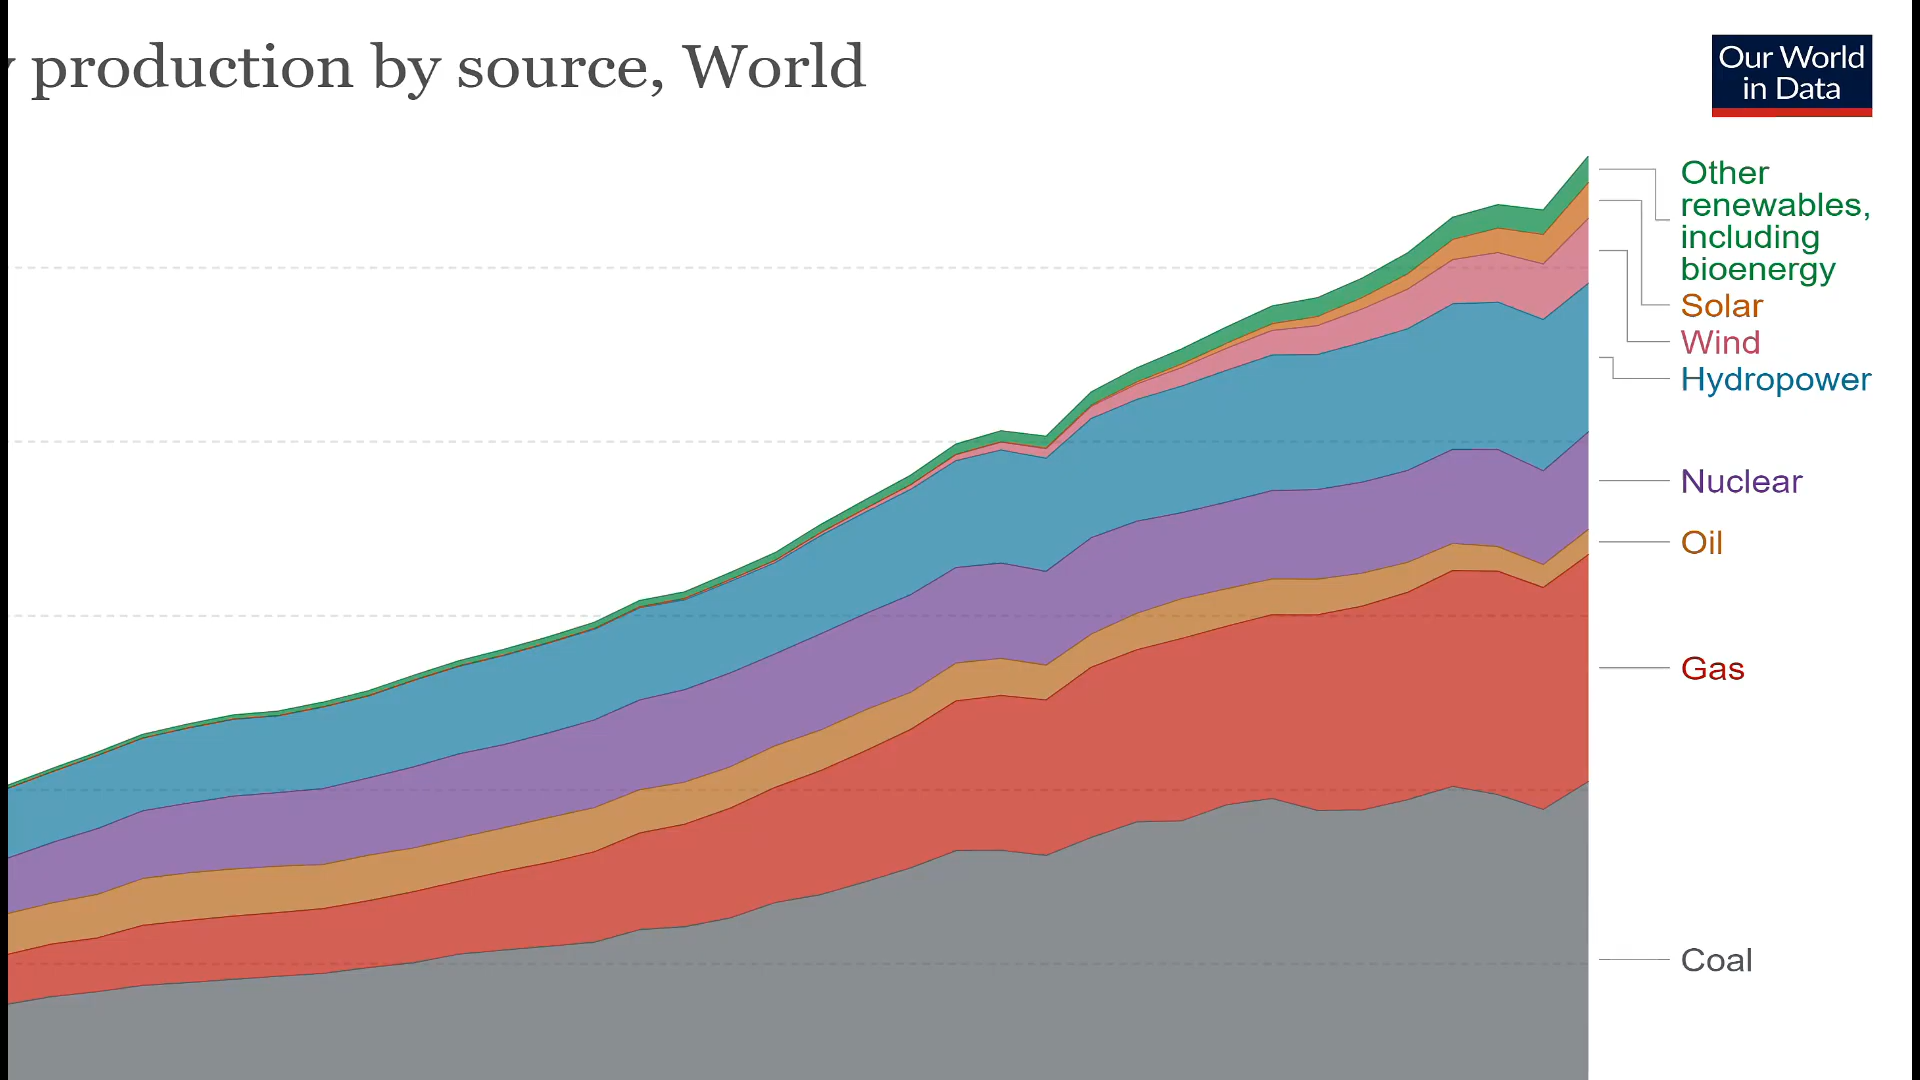 production by source, World
Our World
in Data
Other
renewables,
including
bioenergy
Solar
Wind
Hydropower
Nuclear
Oil
Gas
Coal